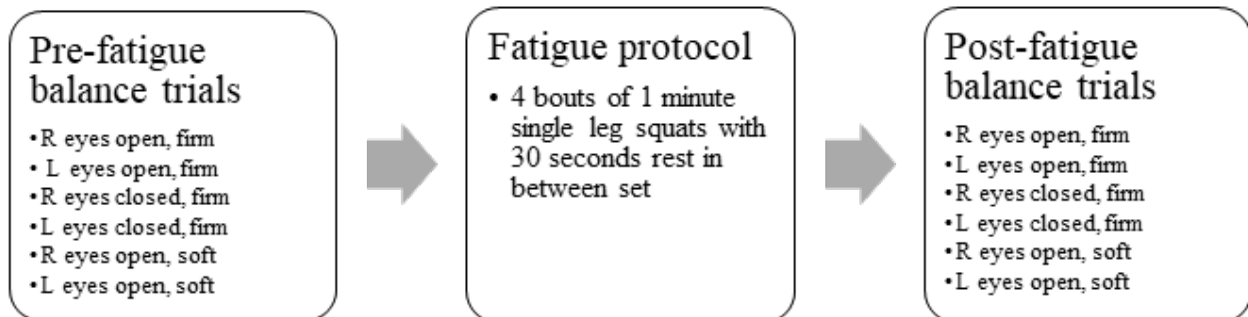 Pre-fatigue
balance trials
•R eyes open, firm
• L eyes open, firm
•R eyes closed, firm
•L eyes closed, firm
•R eyes open, soft
•L eyes open, soft
Fatigue protocol
• 4 bouts of 1 minute
single leg squats with
30 seconds rest in
between set
Post-fatigue
balance trials
•R eyes open, firm
•L eyes open, firm
•R eyes closed, firm
•L eyes closed, firm
•R eyes open, soft
•L eyes open, soft